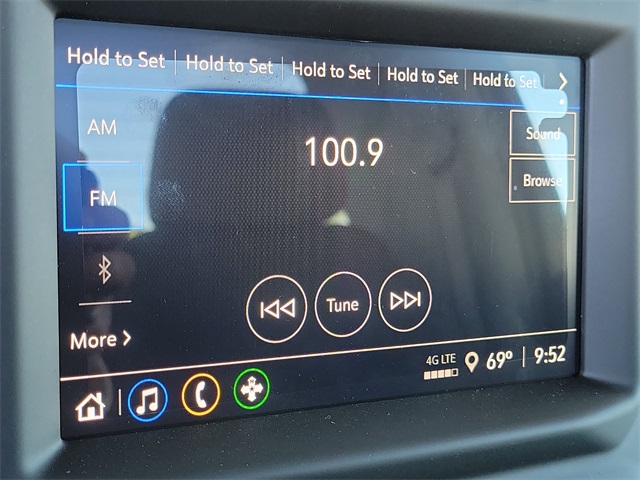 Hold to Set Hold to Set Hold to Set Hold to Set Hold to Set >
AM
Sound
100.9
FM
Browse
Tune
More >
4G LTE 69° 9:52